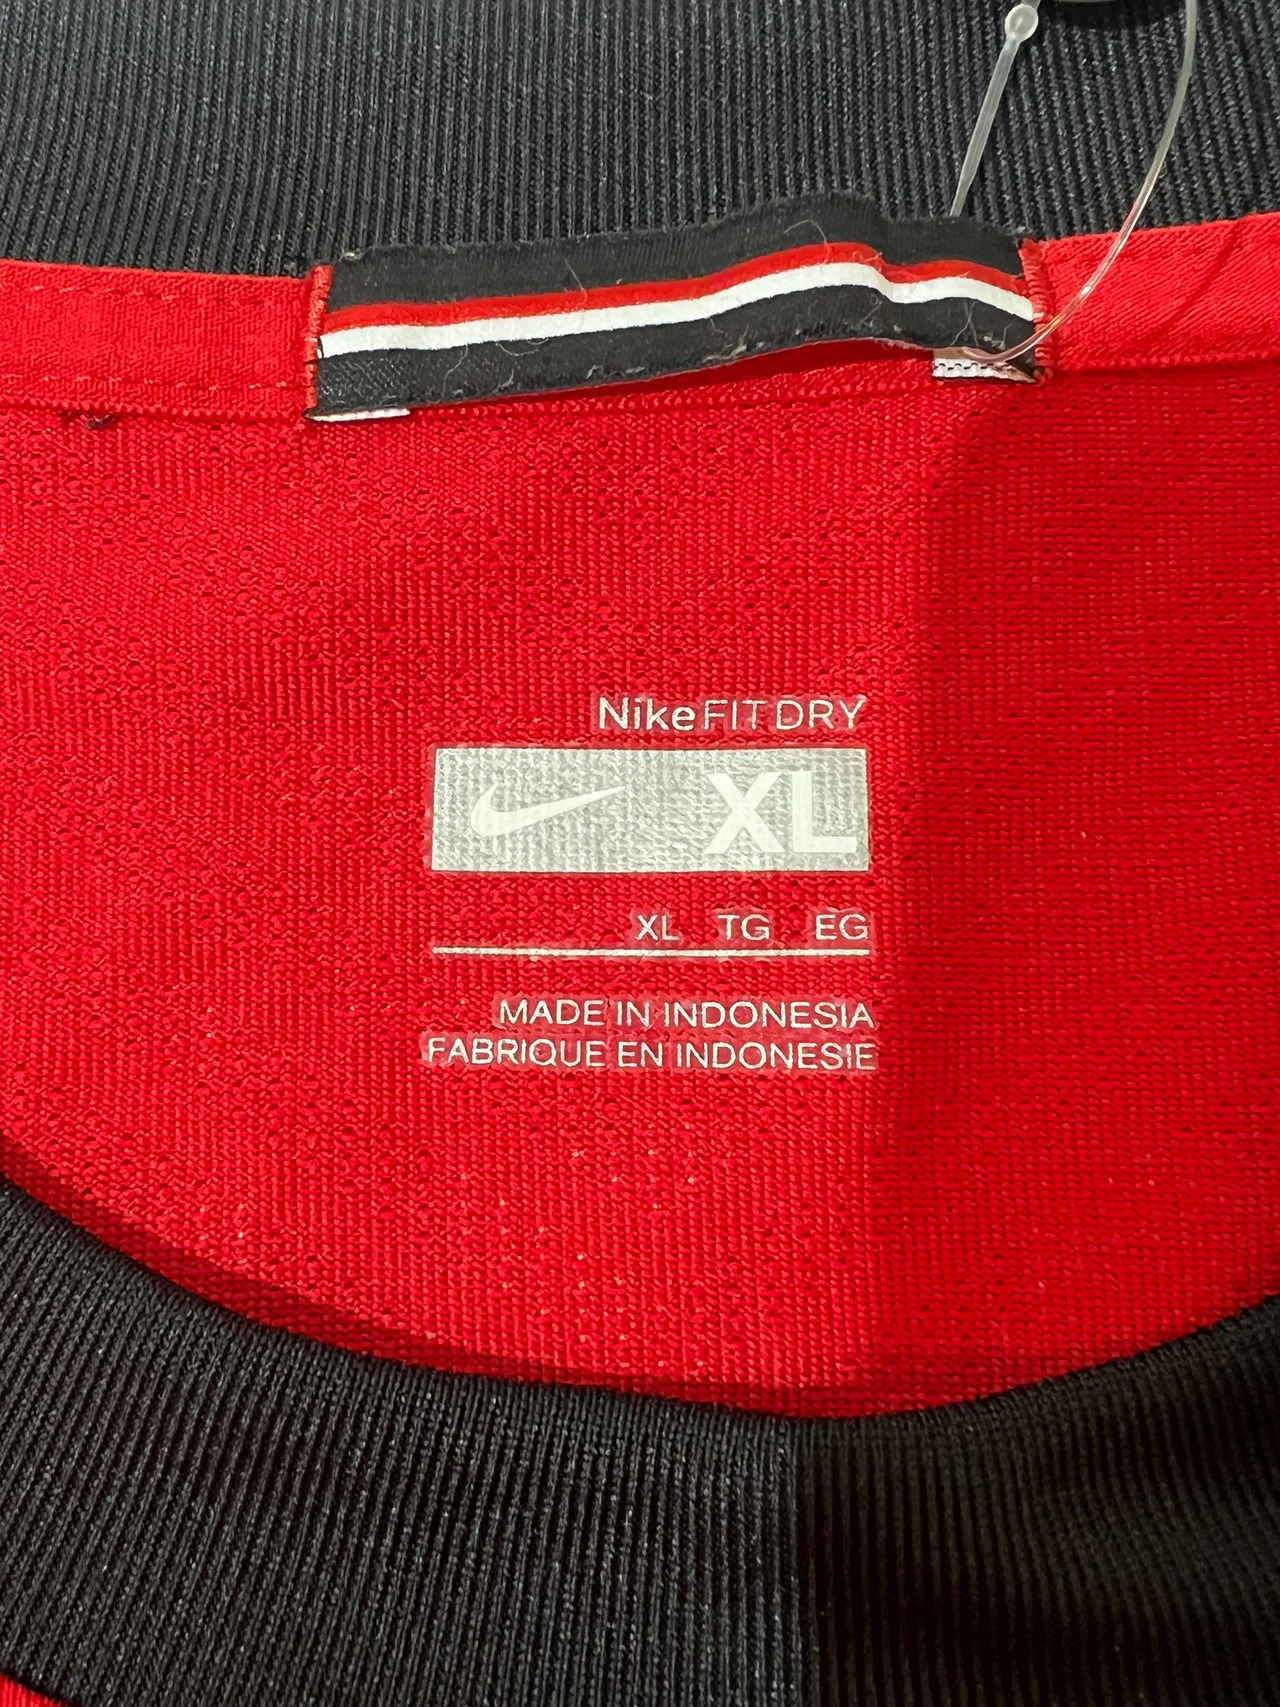 NikeFIT DRY
XL
XL TG EG
MADE IN INDONESIA
FABRIQUE EN INDONESIE